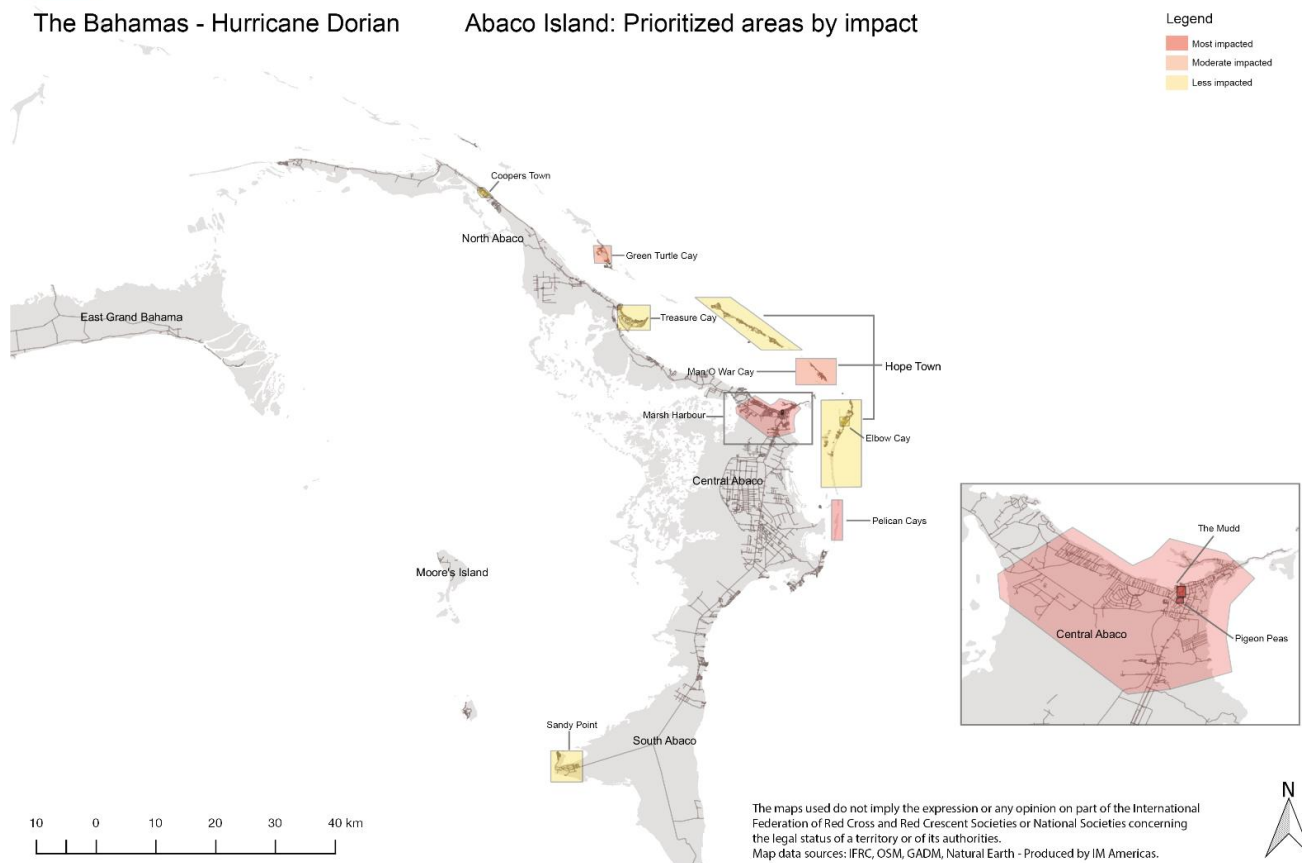 The Bahamas - Hurricane Dorian
Abaco Island: Prioritized areas by impact
Legend
Most impacted
Moderate impacted
Less impacted
Coopers Town
North Abaco
Green Turtle Cay
East Grand Bahama
Treasure Cay
Hope Town
Man O War Cay
Marsh Harbour
Elbow Cay
Central Abaco
Pelican Cays
The Mudd
Moore's Island
Central Abaco
Pigeon Peas
Sandy Point
South Abaco
10 0 10 20 30 40 km
The maps used do not imply the expression or any opinion on part of the International
Federation of Red Cross and Red Crescent Societies or National Societies concerning
the legal status of a territory or of its authorities.
Map data sources: IFRC, OSM, GADM, Natural Earth - Produced by IM Americas.
N